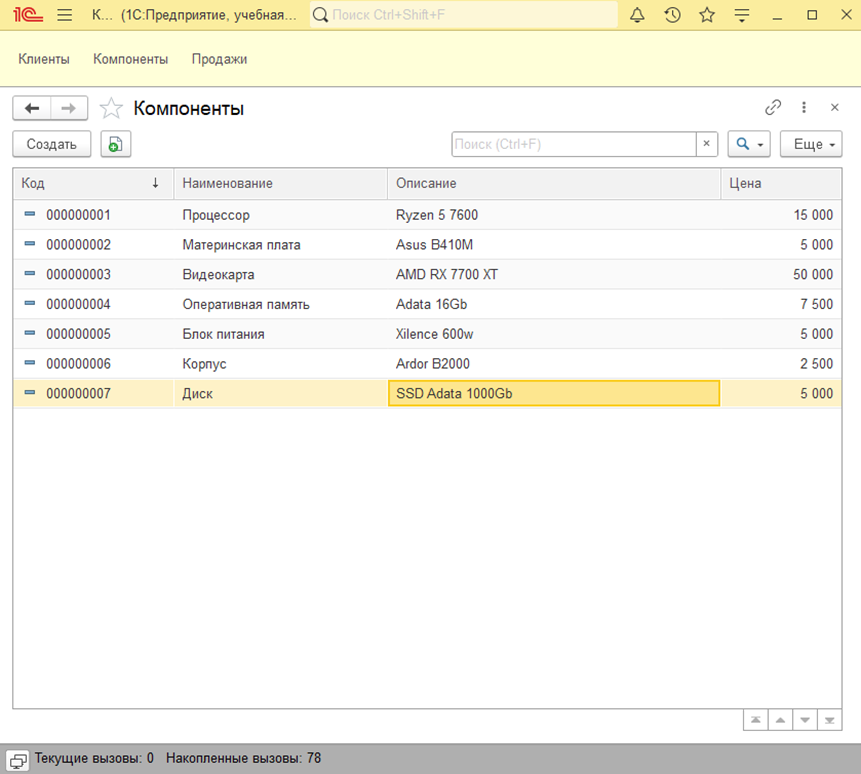 1С К... (1С:Предприятие, учебная... Поиск Ctrl+Shift+F
Клиенты Компоненты Продажи
Компоненты
Создать Поиск (Ctrl+F) × Еще
Код ↓ Наименование Описание Цена
000000001 Процессор Ryzen 5 7600 15 000
000000002 Материнская плата Asus B410M 5 000
000000003 Видеокарта AMD RX 7700 XT 50 000
000000004 Оперативная память Adata 16Gb 7 500
000000005 Блок питания Xilence 600w 5 000
000000006 Корпус Ardor B2000 2 500
000000007 Диск SSD Adata 1000Gb 5 000
Текущие вызовы: 0 Накопленные вызовы: 78